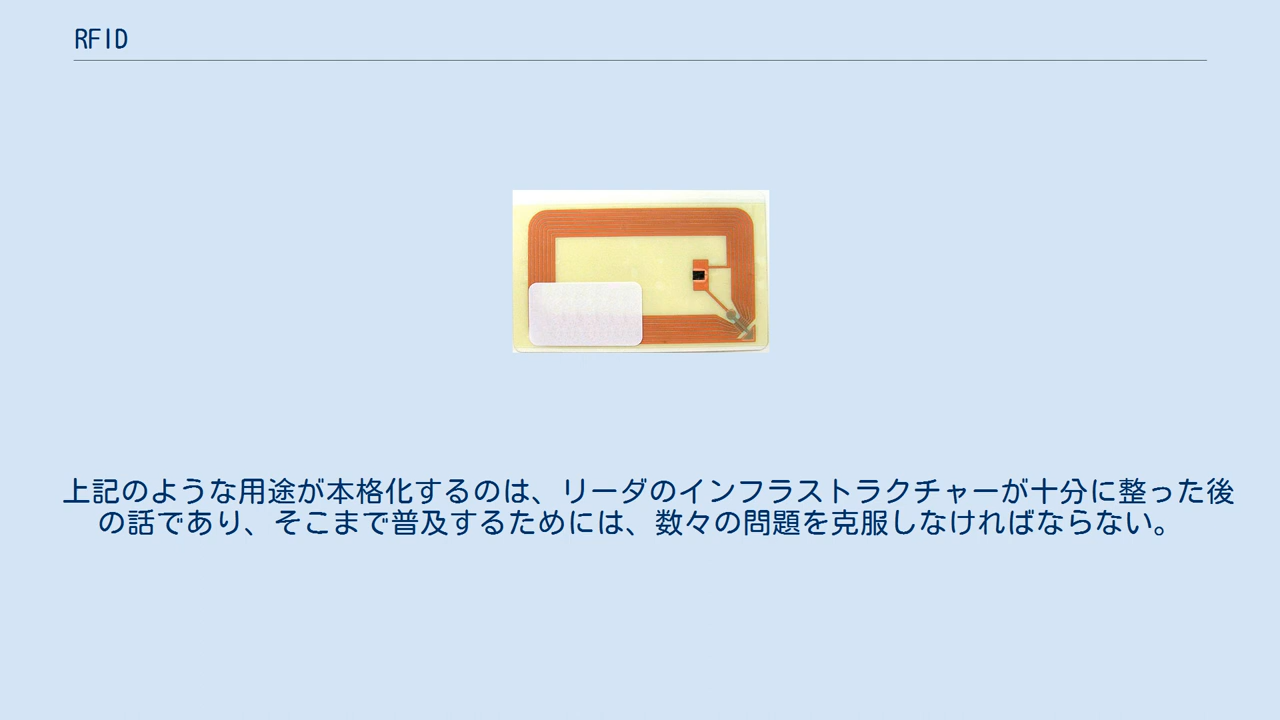 RFID
上記のような用途が本格化するのは、リーダのインフラストラクチャーが十分に整った後
の話であり、そこまで普及するためには、数々の問題を克服しなければならない。